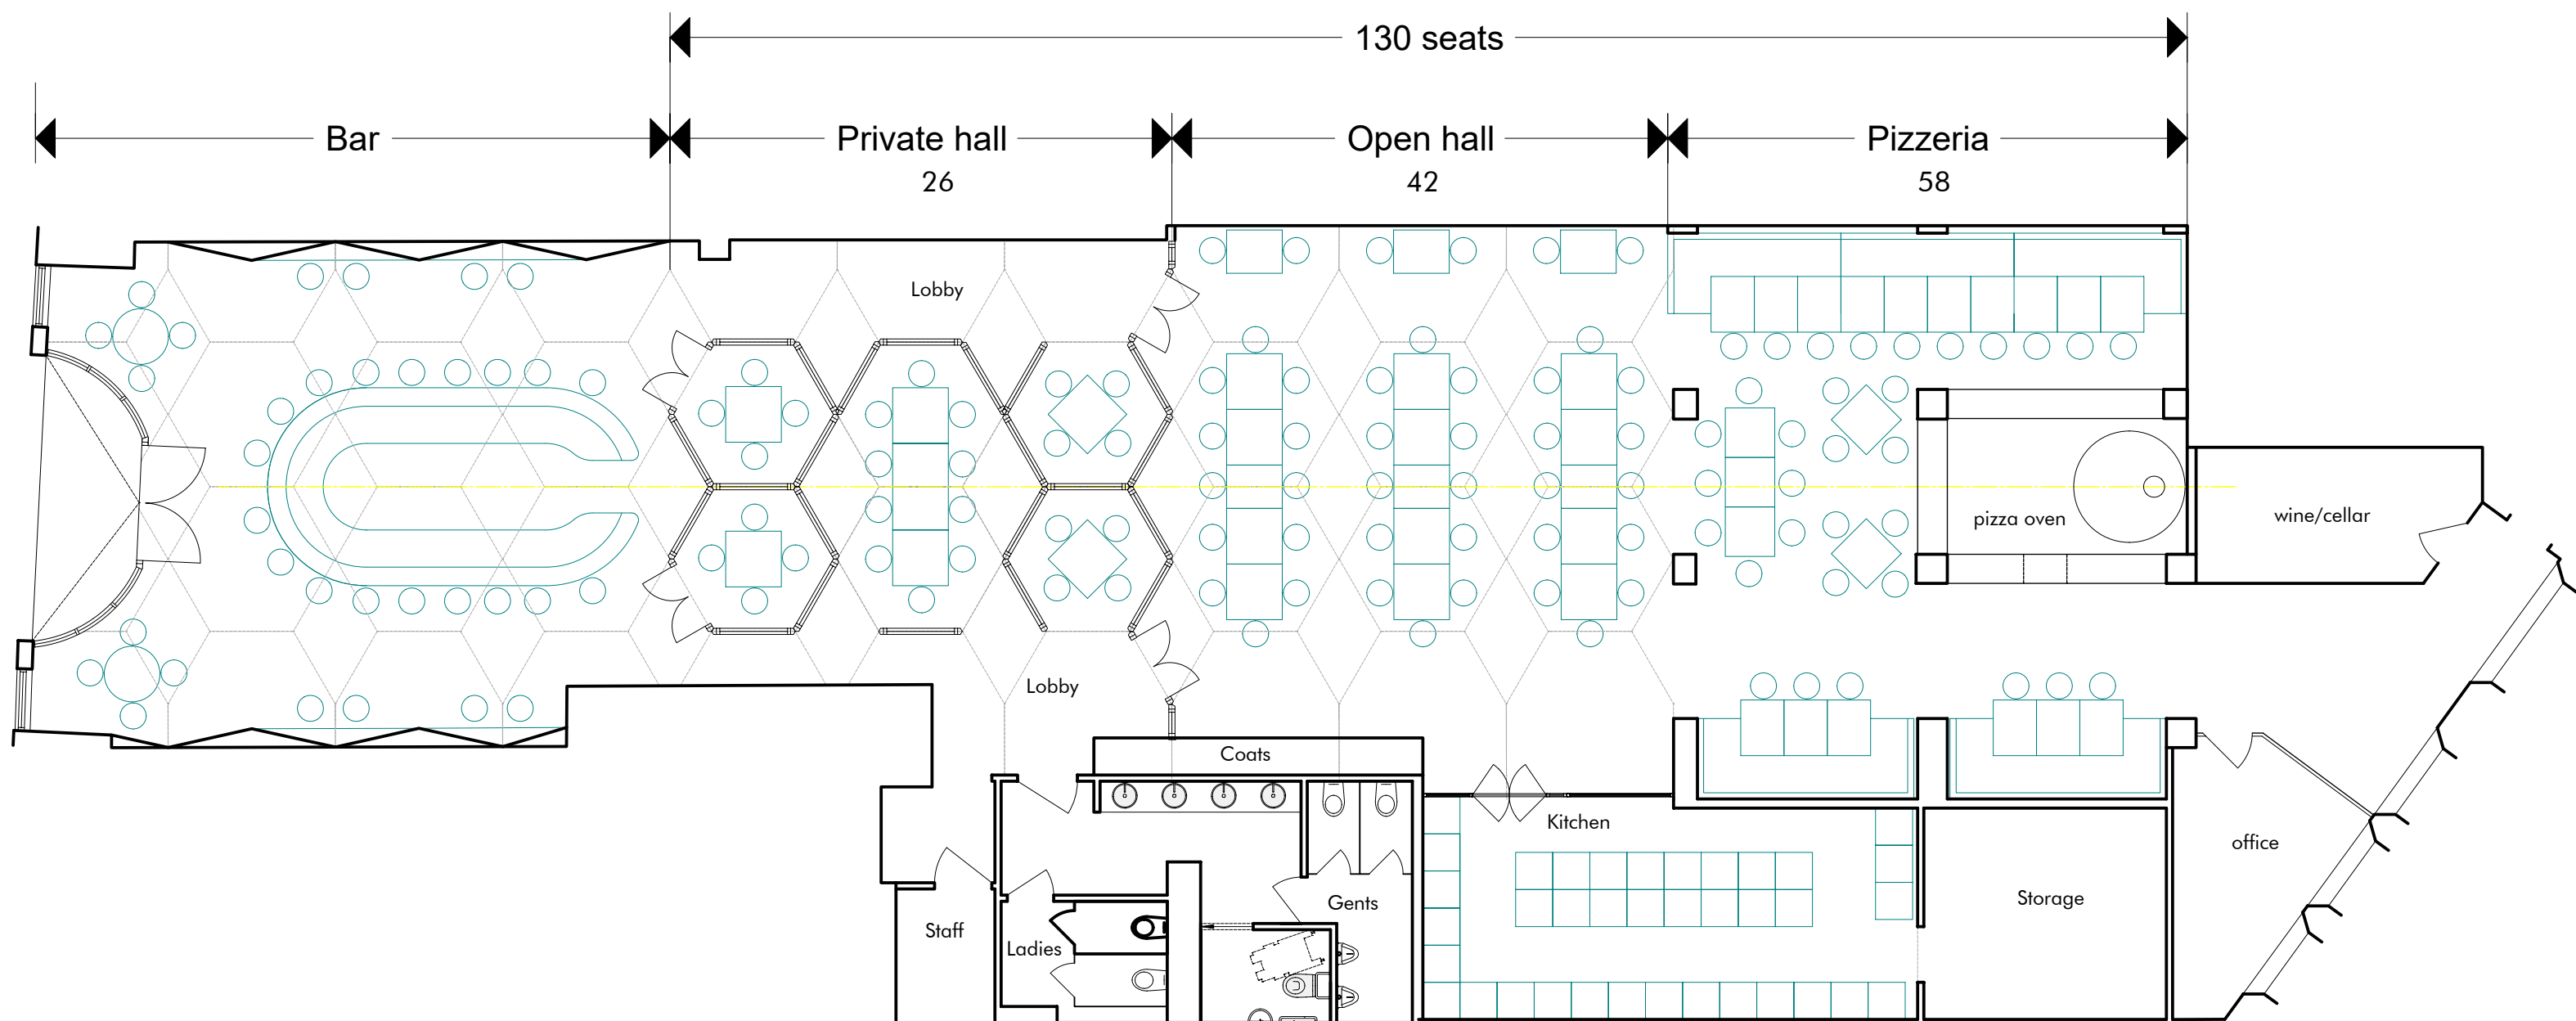 130 seats
Bar
Private hall
Open hall
Pizzeria
26
42
58
Lobby
pizza oven
wine/cellar
Lobby
Coats
Kitchen
office
Storage
Gents
Staff
Ladies